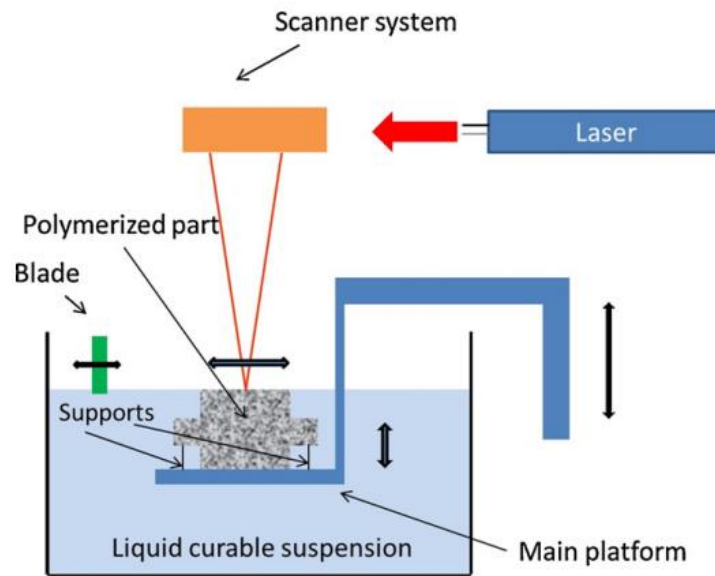 Scanner system
Laser
Polymerized part
Blade
Supports
Liquid curable suspension
Main platform